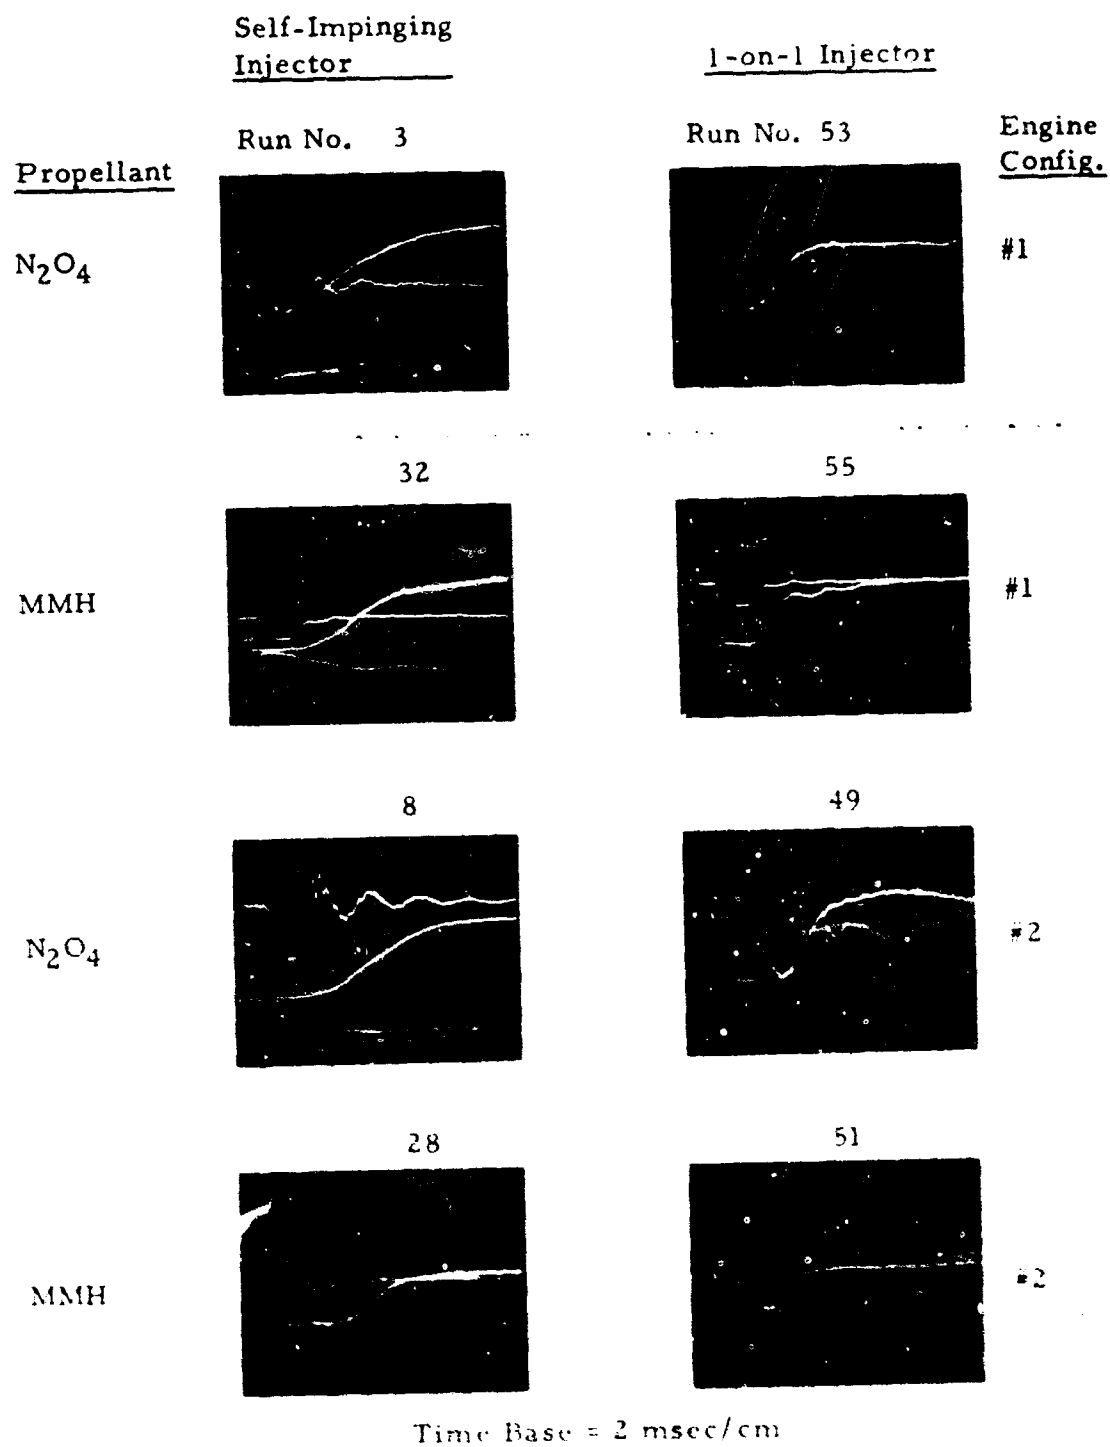 Self-Impinging
Injector
1-on-1 Injector
Run No. 3
Run No. 53
Engine
Config.
Propellant
N2O4
#1
32
55
MMH
#1
8
49
N2O4
#2
28
51
MMH
#2
Time Base = 2 msec/cm